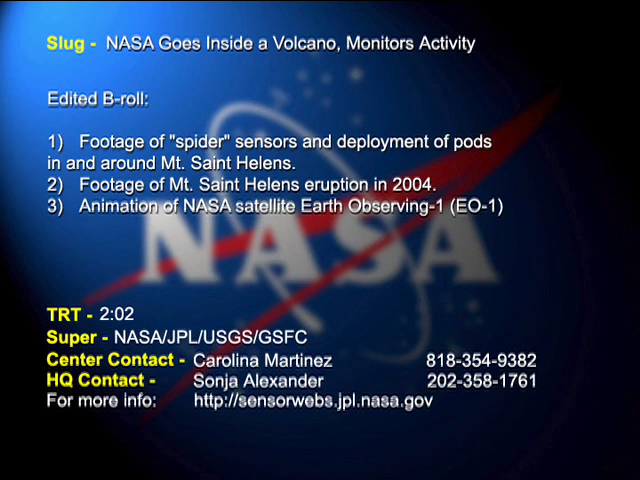 Slug - NASA Goes Inside a Volcano, Monitors Activity
Edited B-roll:
1) Footage of "spider" sensors and deployment of pods
in and around Mt. Saint Helens.
2) Footage of Mt. Saint Helens eruption in 2004.
3) Animation of NASA satellite Earth Observing-1 (EO-1)
NASA
TRT - 2:02
Super - NASA/JPL/USGS/GSFC
Center Contact - Carolina Martinez 818-354-9382
HQ Contact - Sonja Alexander 202-358-1761
For more info: http://sensorwebs.jpl.nasa.gov